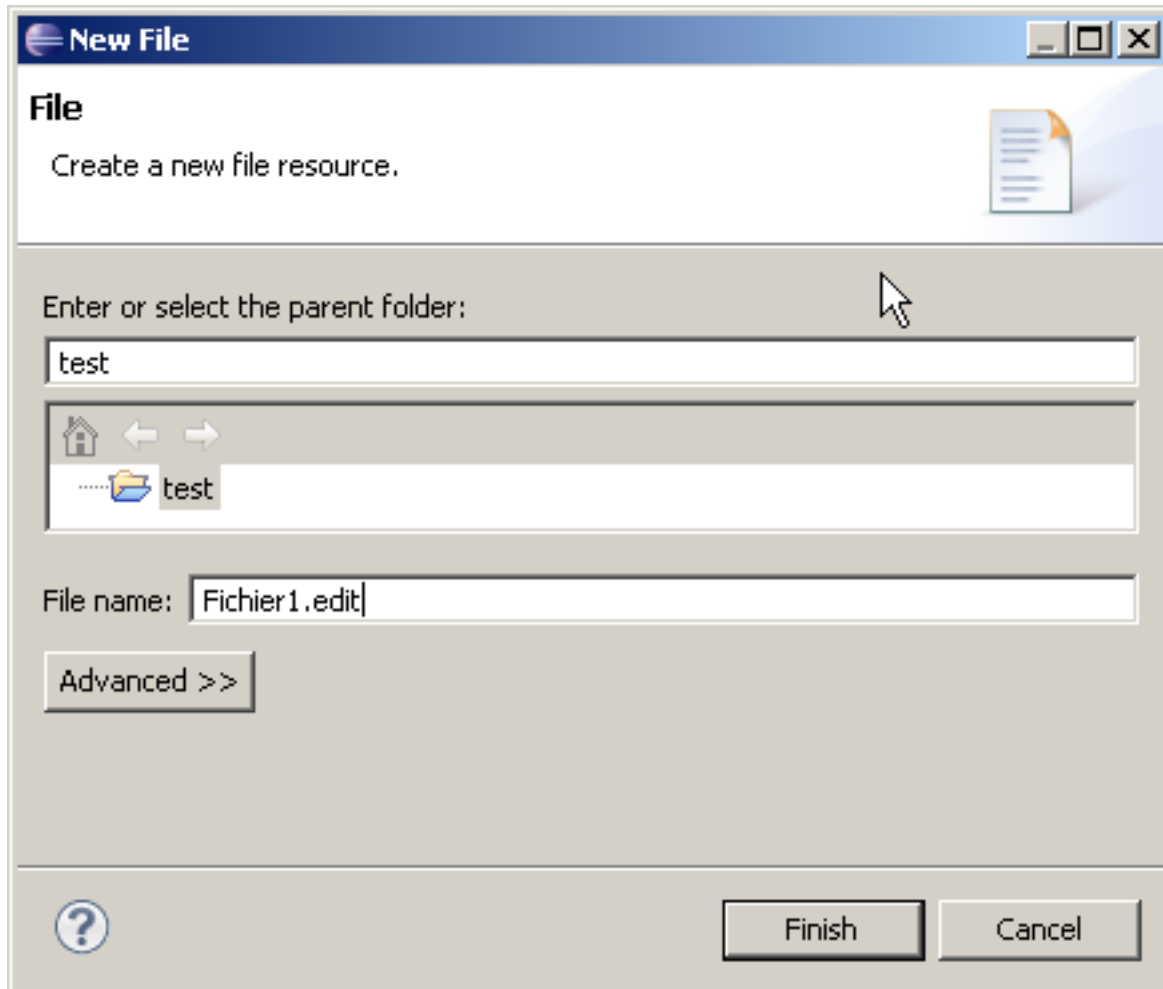 New File
File
Create a new file resource.
Enter or select the parent folder:
test
test
File name: Fichier1.edit
Advanced >>
Finish Cancel